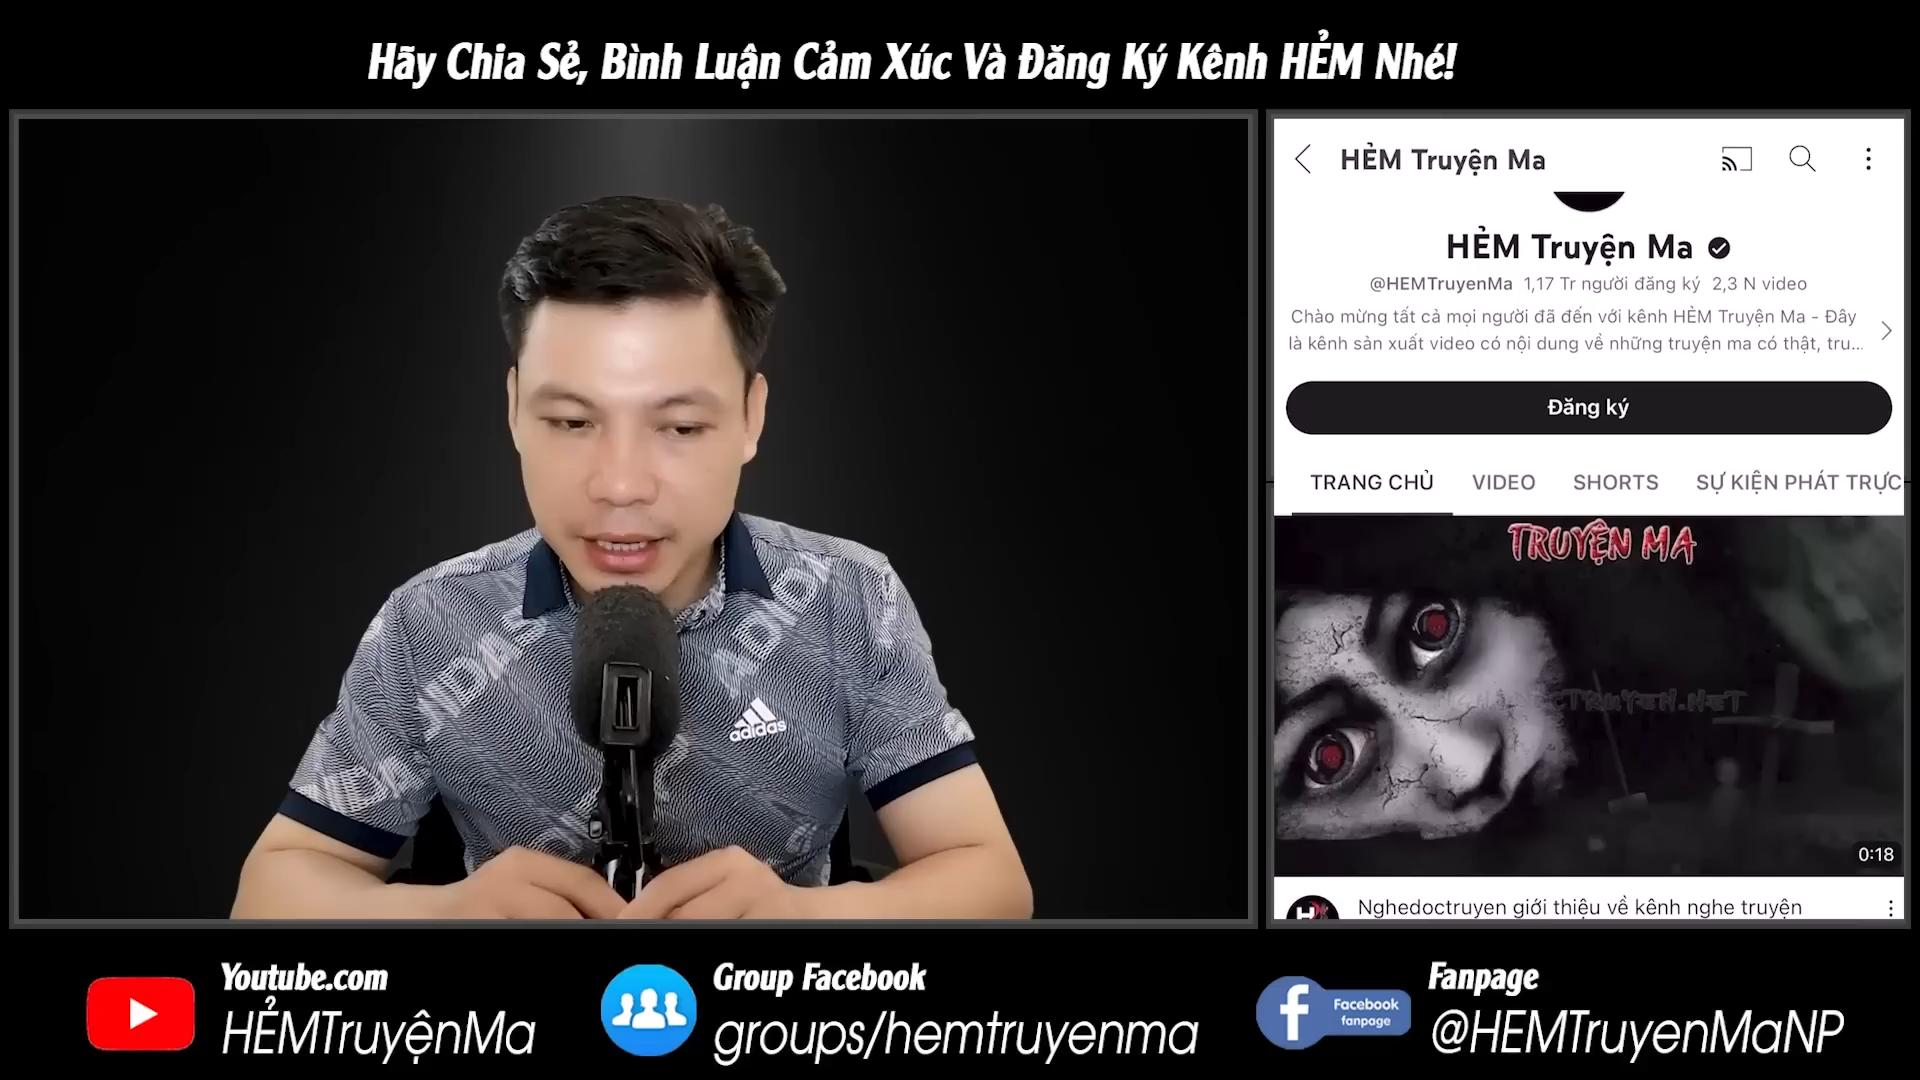 Hãy Chia Sẻ, Bình Luận Cảm Xúc Và Đăng Ký Kênh HẺM Nhé!
HẺM Truyện Ma
HẺM Truyện Ma
@HEMTruyenMa 1,17 Tr người đăng ký 2,3 N video
Chào mừng tất cả mọi người đã đến với kênh HẺM Truyện Ma - Đây
là kênh sản xuất video có nội dung về những truyện ma có thật, tru...
Đăng ký
TRANG CHỦ VIDEO SHORTS SỰ KIỆN PHÁT TRỰC
TRUYỆN MA
0:18
Nghedoctruyen giới thiệu về kênh nghe truyện
adidas
Youtube.com
HẺMTruyệnMa
Group Facebook
groups/hemtruyenma
Facebook
fanpage
Fanpage
@HEMTruyenMaNP